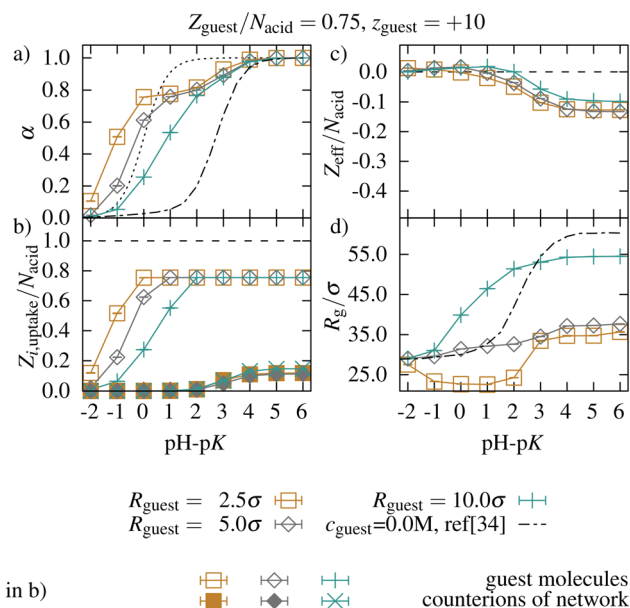 Z_guest/N_acid = 0.75, z_guest = +10
a)
1.0
0.8
0.6
0.4
0.2
0.0
α
c)
0.0
-0.1
-0.2
-0.3
-0.4
Z_eff/N_acid
b)
1.0
0.8
0.6
0.4
0.2
0.0
Z_i,uptake/N_acid
-2 -1 0 1 2 3 4 5 6
pH-pK
d)
55.0
45.0
35.0
25.0
R_g/σ
-2 -1 0 1 2 3 4 5 6
pH-pK
R_guest = 2.5σ R_guest = 10.0σ
R_guest = 5.0σ c_guest=0.0M, ref[34]
in b) guest molecules
counterions of network